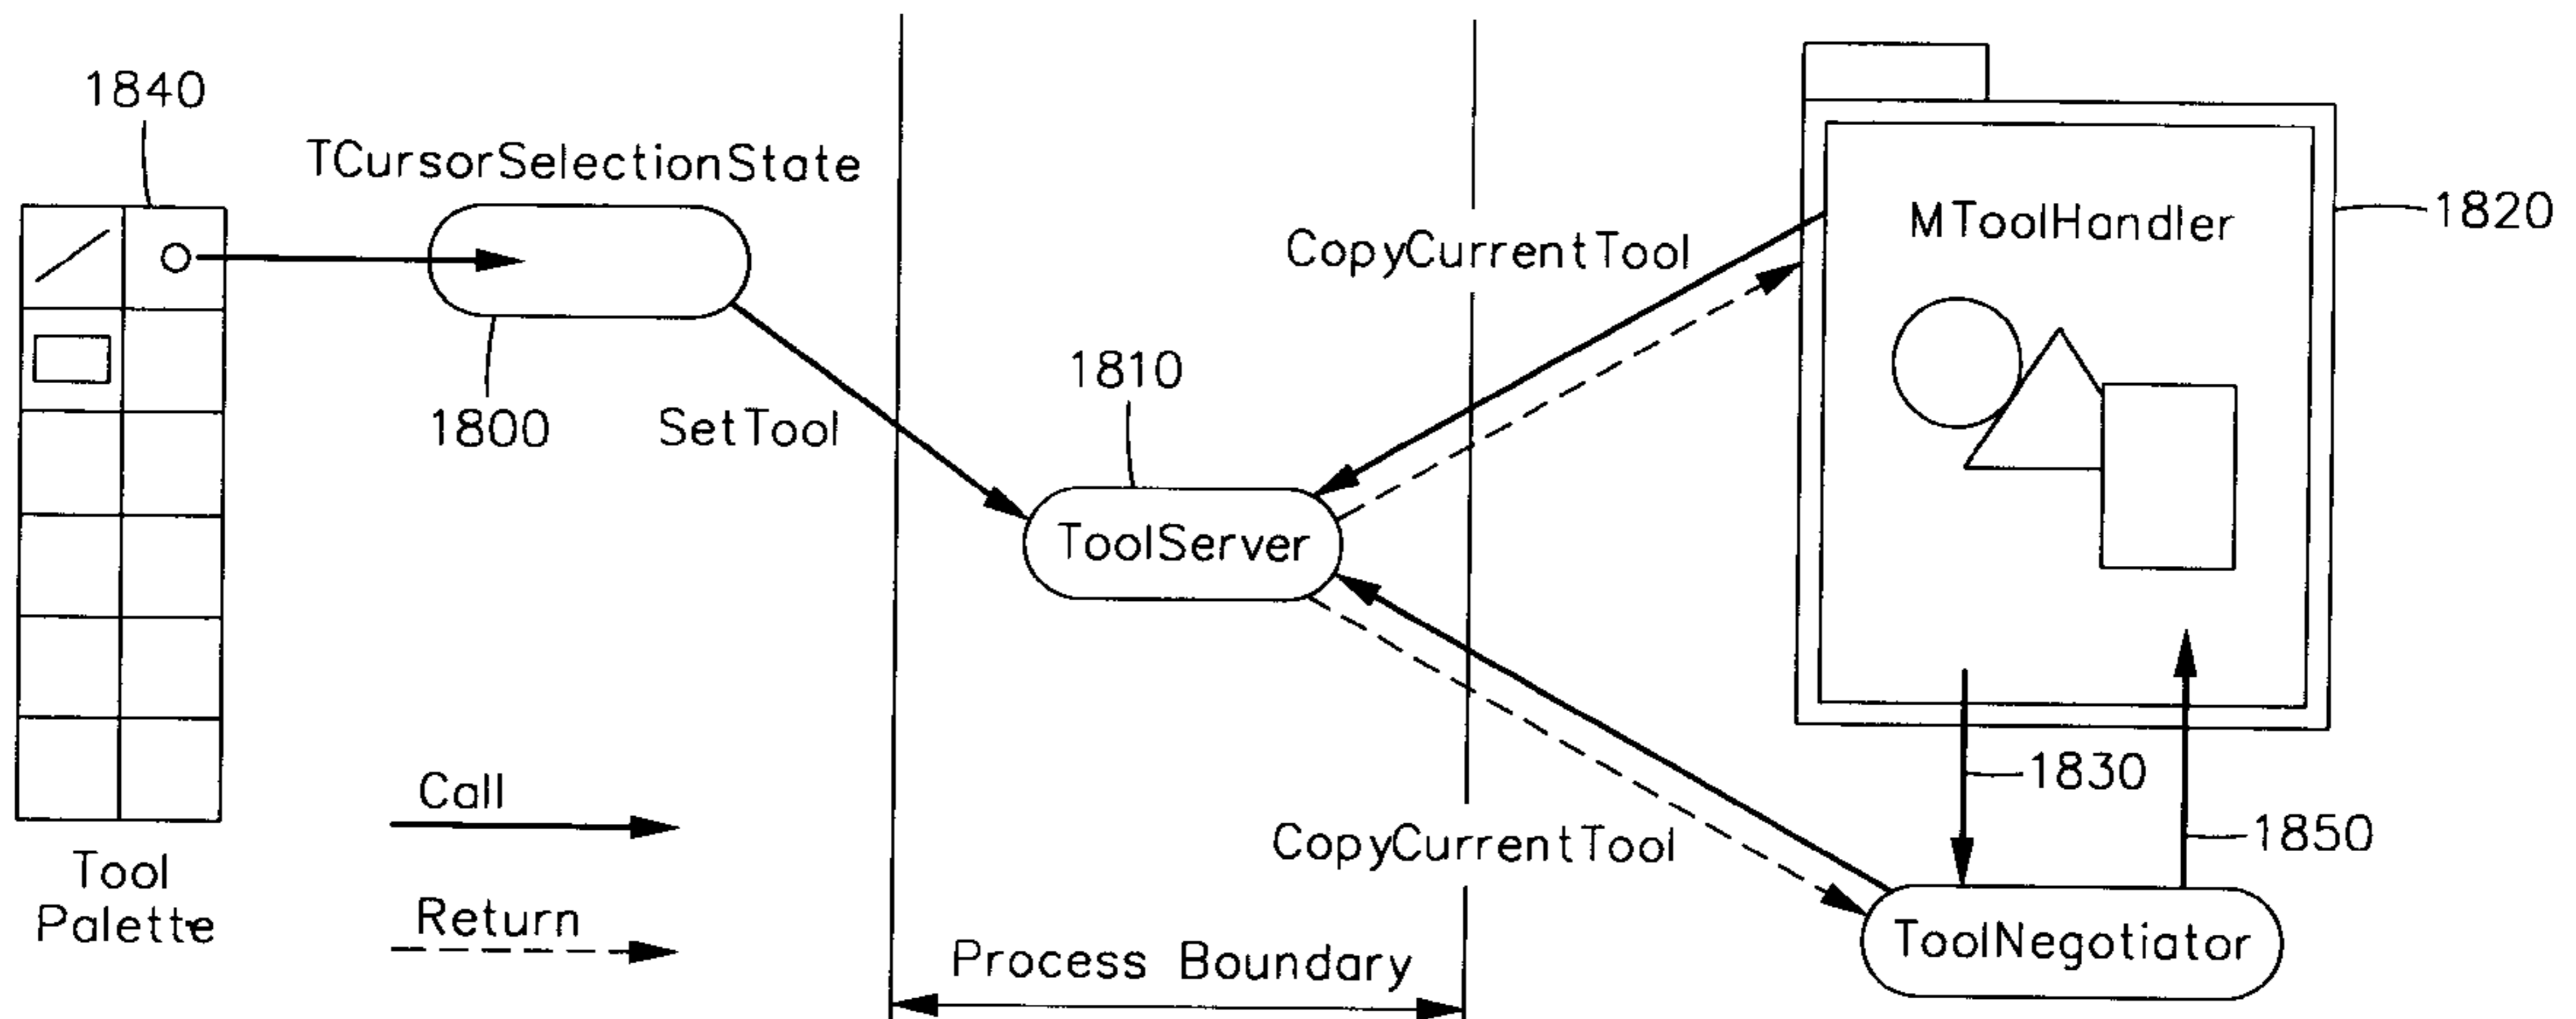 1840
TCursorSelectionState
1800
SetTool
1810
ToolServer
CopyCurrentTool
MToolHandler
1820
CopyCurrentTool
1830
1850
ToolNegotiator
Call
Return
Tool
Palette
Process Boundary